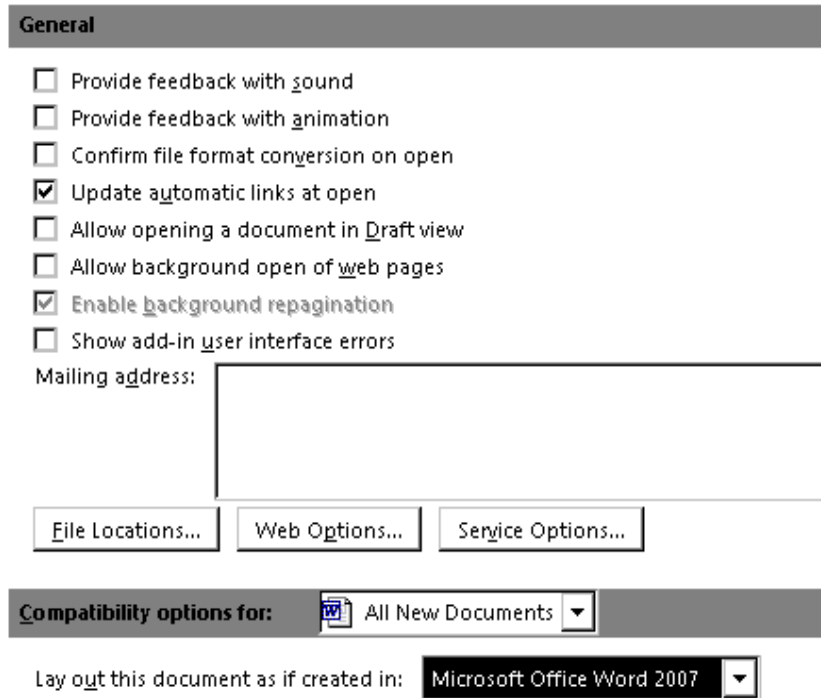 General
Provide feedback with sound
Provide feedback with animation
Confirm file format conversion on open
Update automatic links at open
Allow opening a document in Draft view
Allow background open of web pages
Enable background repagination
Show add-in user interface errors
Mailing address:
File Locations... Web Options... Service Options...
Compatibility options for: All New Documents
Lay out this document as if created in: Microsoft Office Word 2007